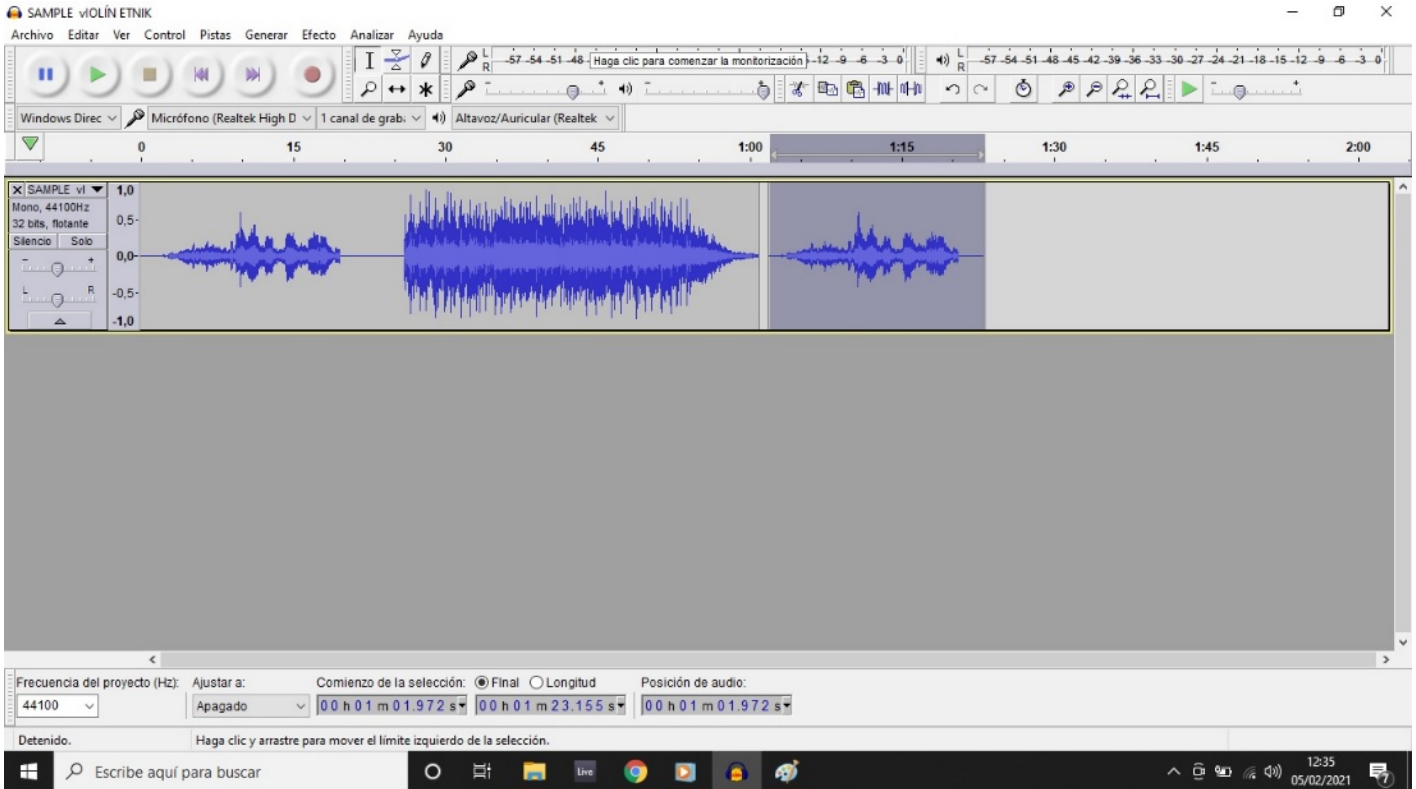 SAMPLE vIOLÍN ETNIK
Archivo Editar Ver Control Pistas Generar Efecto Analizar Ayuda
L -57 -54 -51 -48 Haga clic para comenzar la monitorización -12 -9 -6 -3 0 L -57 -54 -51 -48 -45 -42 -39 -36 -33 -30 -27 -24 -21 -18 -15 -12 -9 -6 -3 0
R R
- + - + - +
Windows Direc Micrófono (Realtek High D 1 canal de grab. Altavoz/Auricular (Realtek
0 15 30 45 1:00 1:15 1:30 1:45 2:00
X SAMPLE vI 1,0
Mono, 44100Hz
32 bits, flotante 0,5
Silencio Solo
- + 0,0
L R -0,5
-1,0
Frecuencia del proyecto (Hz): Ajustar a: Comienzo de la selección: Final Longitud Posición de audio:
44100 Apagado 00 h 01 m 01.972 s 00 h 01 m 23.155 s 00 h 01 m 01.972 s
Detenido. Haga clic y arrastre para mover el límite izquierdo de la selección.
Escribe aquí para buscar Live 12:35
05/02/2021 7